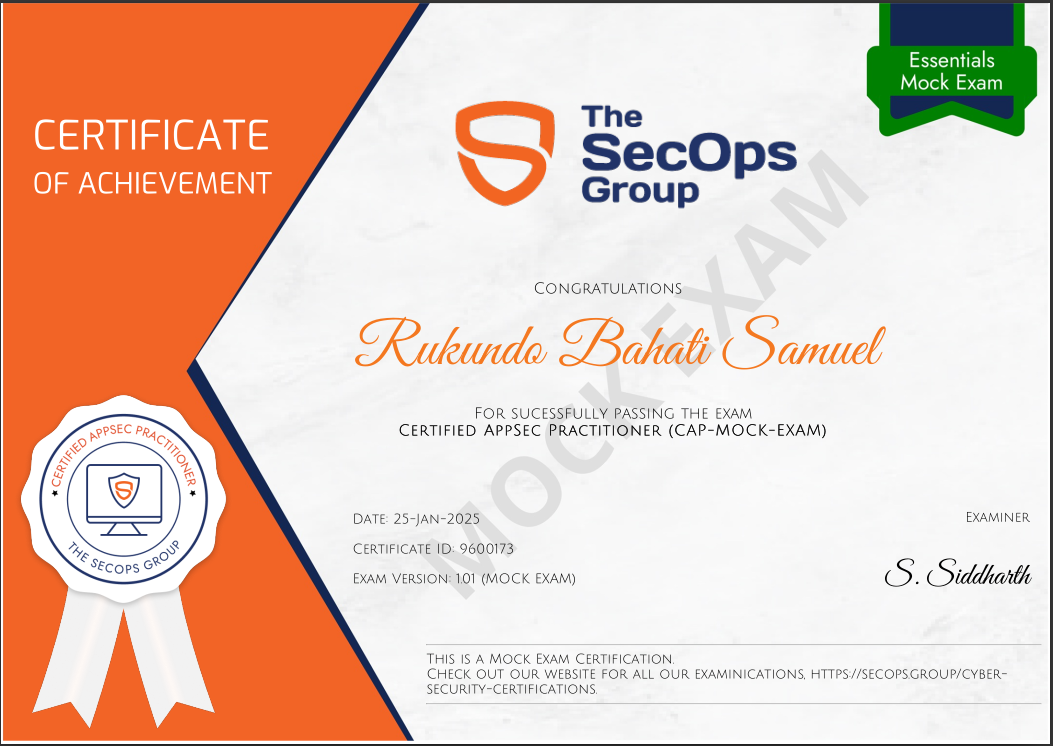 CERTIFICATE
OF ACHIEVEMENT
Essentials
Mock Exam
The
SecOps
Group
CONGRATULATIONS
Rukundo Bahati Samuel
FOR SUCESSFULLY PASSING THE EXAM
CERTIFIED APPSEC PRACTITIONER (CAP-MOCK-EXAM)
MOCK EXAM
CERTIFIED APPSEC PRACTITIONER
THE SECOPS GROUP
DATE: 25-JAN-2025
CERTIFICATE ID: 9600173
EXAM VERSION: 1.01 (MOCK EXAM)
EXAMINER
S. Siddharth
THIS IS A MOCK EXAM CERTIFICATION.
CHECK OUT OUR WEBSITE FOR ALL OUR EXAMINICATIONS, HTTPS://SECOPS.GROUP/CYBER-
SECURITY-CERTIFICATIONS.